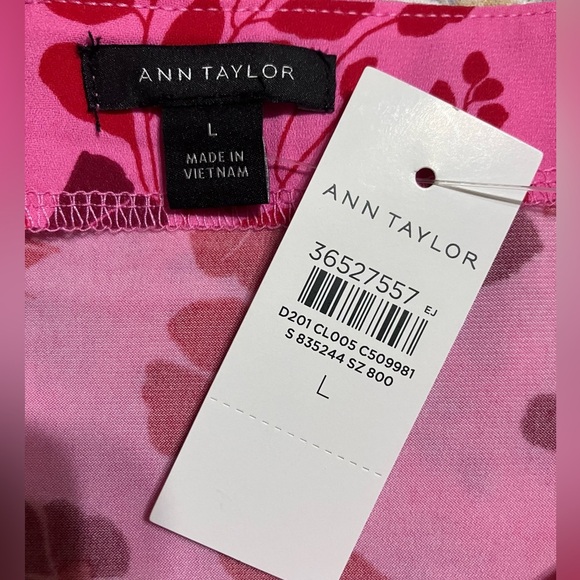 ANN TAYLOR
L
MADE IN
VIETNAM
ANN TAYLOR
36527557 EJ
D201 CL005 C509981
S 835244 SZ 800
L